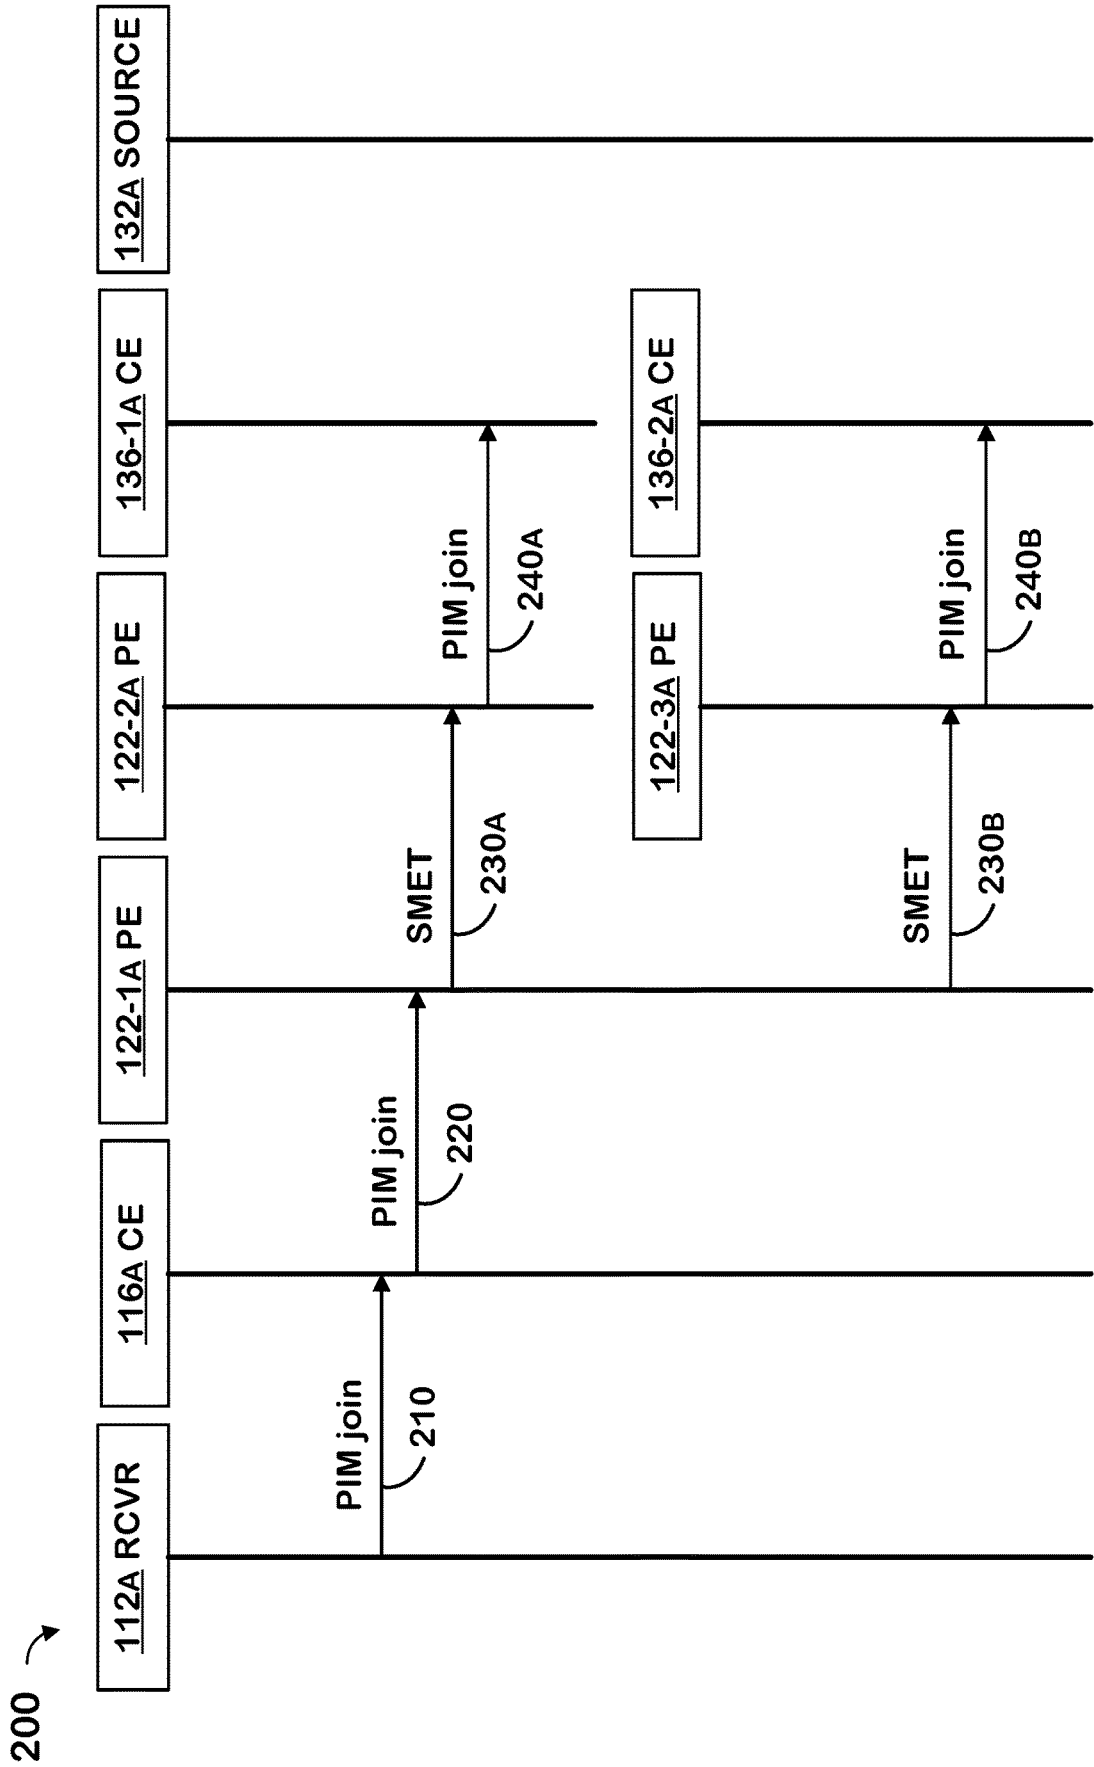 200
112A RCVR
116A CE
122-1A PE
122-2A PE
136-1A CE
132A SOURCE
PIM join
210
PIM join
220
SMET
230A
PIM join
240A
122-3A PE
136-2A CE
SMET
230B
PIM join
240B